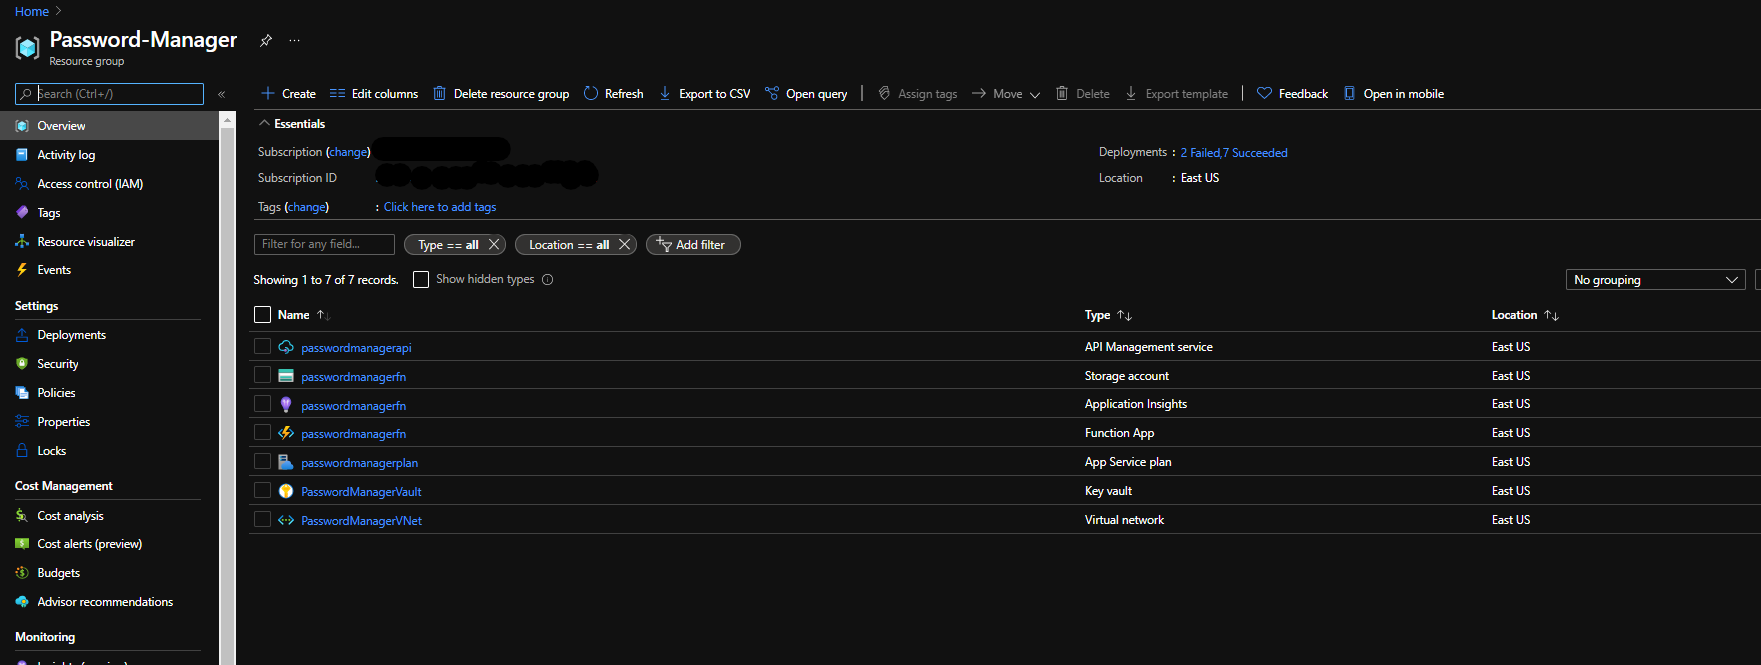 Home >
Password-Manager
Resource group
Search (Ctrl+/)
Overview
Activity log
Access control (IAM)
Tags
Resource visualizer
Events
Settings
Deployments
Security
Policies
Properties
Locks
Cost Management
Cost analysis
Cost alerts (preview)
Budgets
Advisor recommendations
Monitoring
Create Edit columns Delete resource group Refresh Export to CSV Open query Assign tags Move Delete Export template Feedback Open in mobile
Essentials
Subscription (change)
Deployments : 2 Failed,7 Succeeded
Subscription ID
Location : East US
Tags (change) : Click here to add tags
Filter for any field... Type == all Location == all Add filter
Showing 1 to 7 of 7 records. Show hidden types No grouping
Name Type Location
passwordmanagerapi API Management service East US
passwordmanagerfn Storage account East US
passwordmanagerfn Application Insights East US
passwordmanagerfn Function App East US
passwordmanagerplan App Service plan East US
PasswordManagerVault Key vault East US
PasswordManagerVNet Virtual network East US